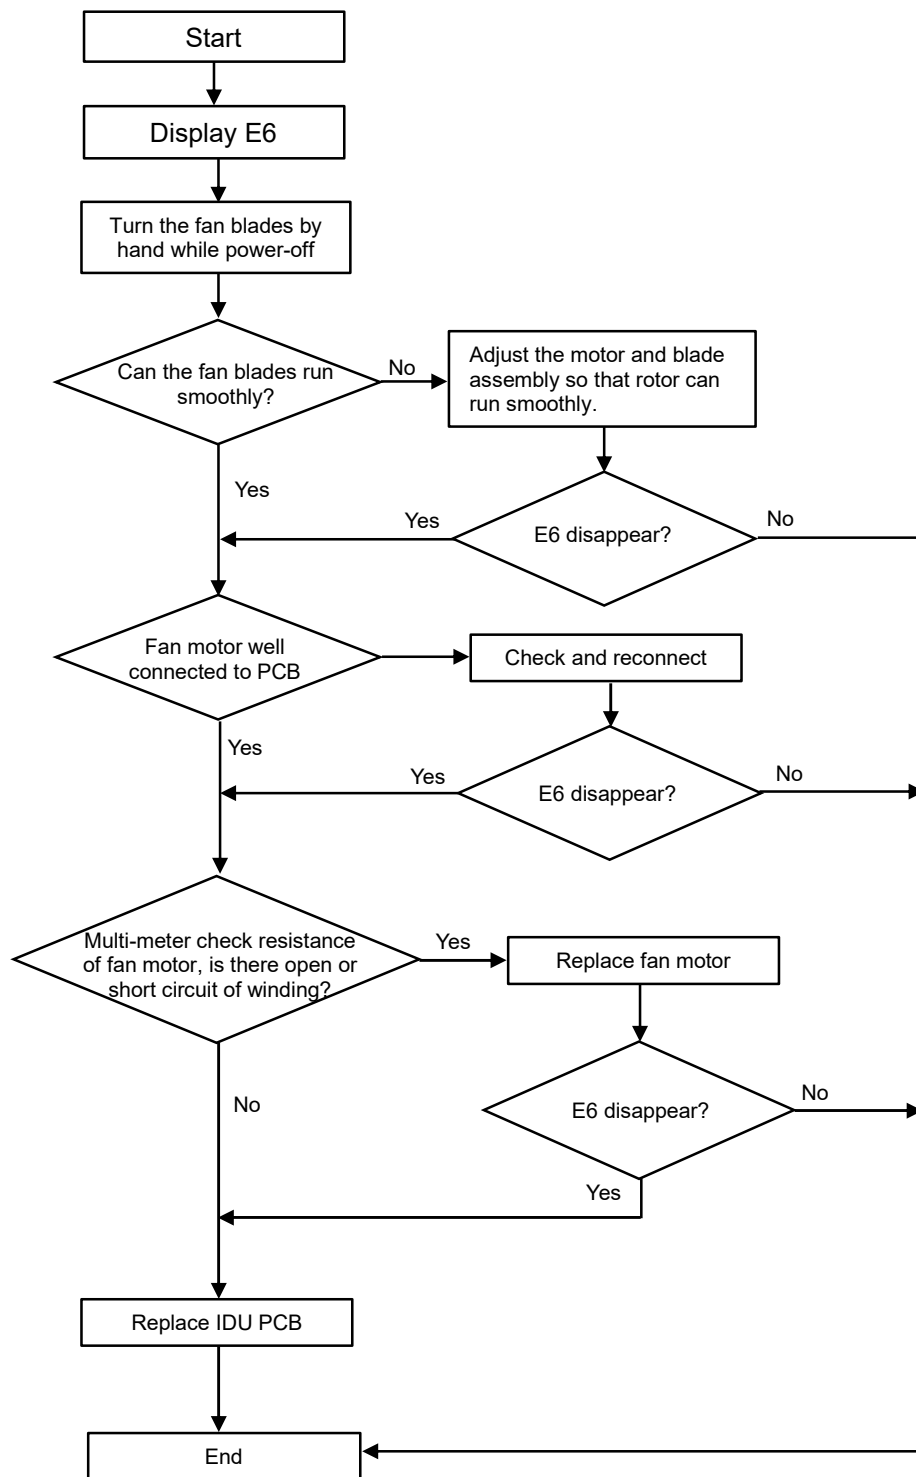 Start
Display E6
Turn the fan blades by
hand while power-off
Can the fan blades run
smoothly?
No
Adjust the motor and blade
assembly so that rotor can
run smoothly.
Yes
Yes
E6 disappear?
No
Fan motor well
connected to PCB
Check and reconnect
Yes
Yes
E6 disappear?
No
Multi-meter check resistance
of fan motor, is there open or
short circuit of winding?
Yes
Replace fan motor
No
E6 disappear?
No
Yes
Replace IDU PCB
End